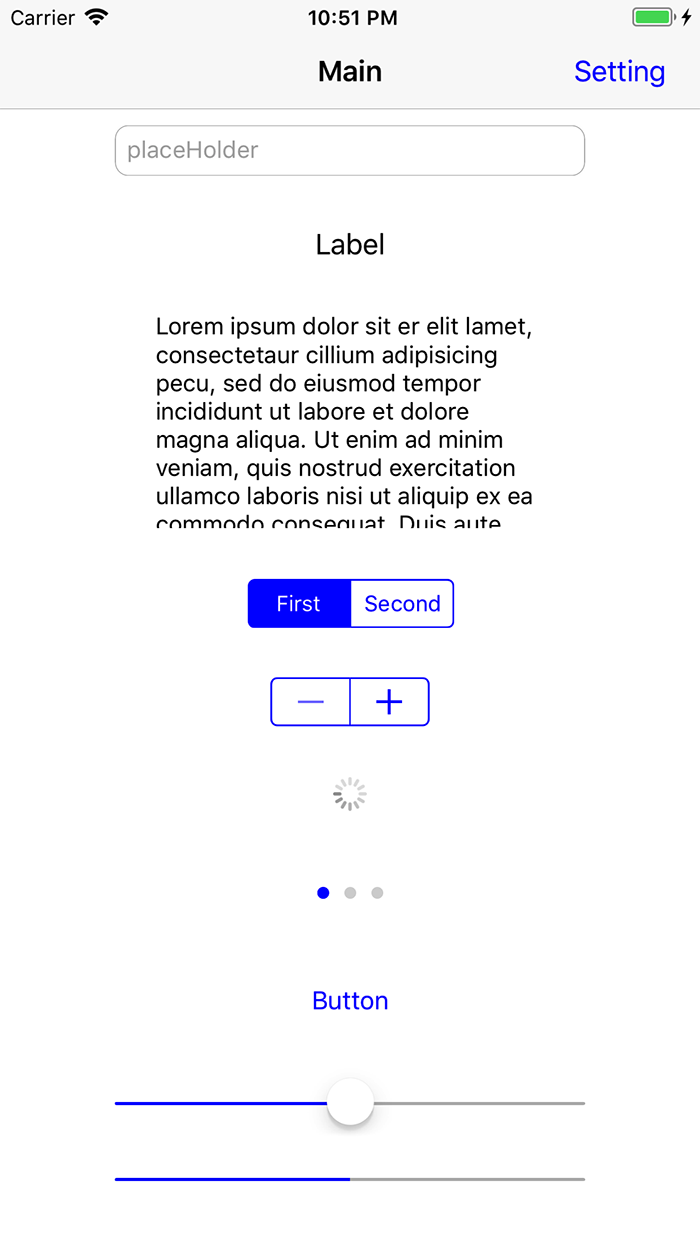 Carrier 10:51 PM
Main Setting
placeHolder
Label
Lorem ipsum dolor sit er elit lamet,
consectetaur cillium adipisicing
pecu, sed do eiusmod tempor
incididunt ut labore et dolore
magna aliqua. Ut enim ad minim
veniam, quis nostrud exercitation
ullamco laboris nisi ut aliquip ex ea
commodo consequat. Duis aute
First Second
Button